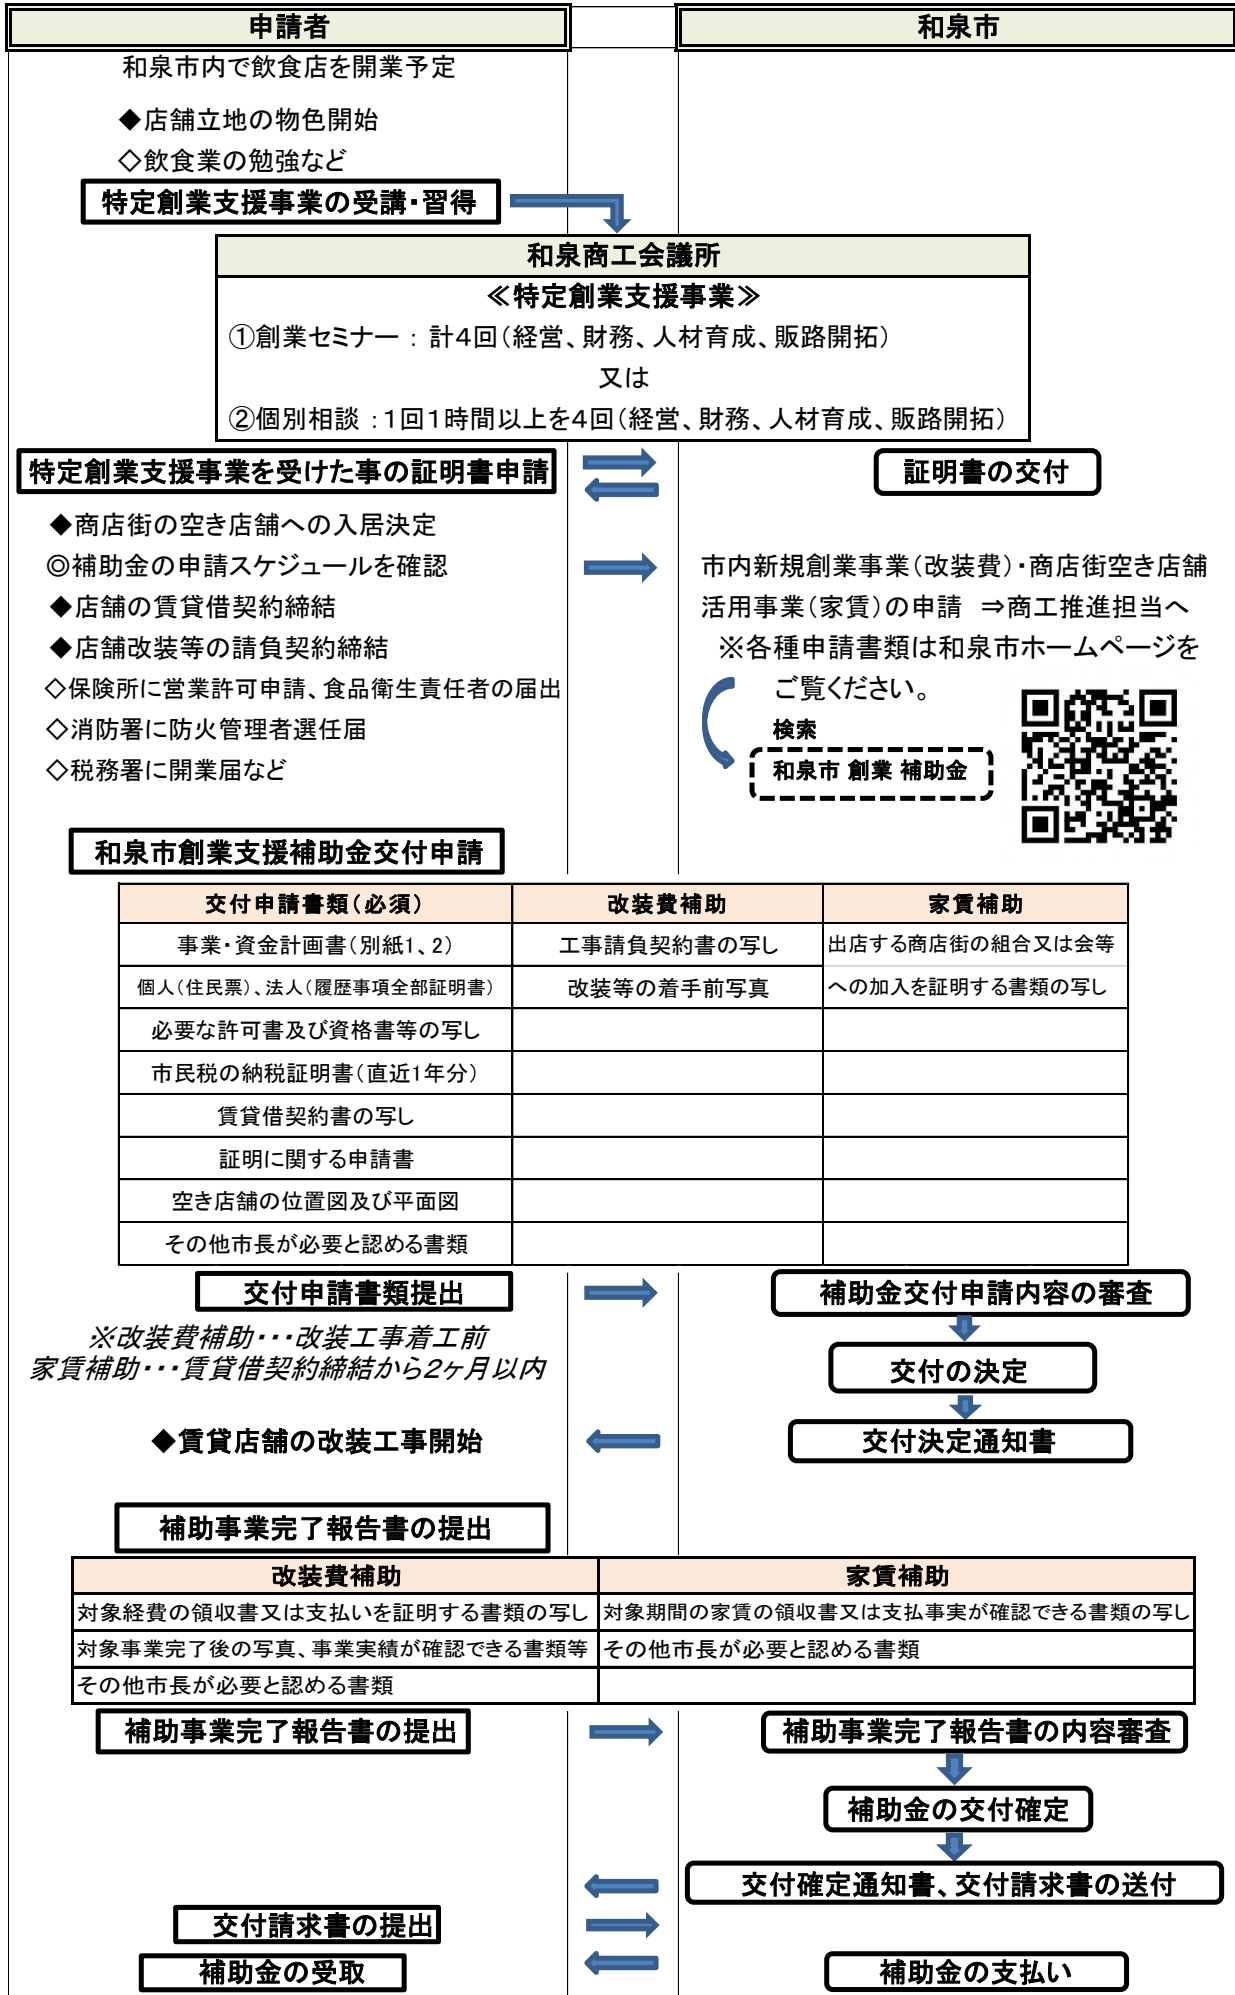 申請者
和泉市
和泉市内で飲食店を開業予定
◆店舗立地の物色開始
◇飲食業の勉強など
特定創業支援事業の受講・習得
和泉商工会議所
≪特定創業支援事業≫
①創業セミナー：計4回(経営、財務、人材育成、販路開拓)
又は
②個別相談：1回1時間以上を4回(経営、財務、人材育成、販路開拓)
特定創業支援事業を受けた事の証明書申請
証明書の交付
◆商店街の空き店舗への入居決定
◎補助金の申請スケジュールを確認
◆店舗の賃貸借契約締結
◆店舗改装等の請負契約締結
◇保険所に営業許可申請、食品衛生責任者の届出
◇消防署に防火管理者選任届
◇税務署に開業届など
市内新規創業事業(改装費)・商店街空き店舗
活用事業(家賃)の申請 ⇒商工推進担当へ
※各種申請書類は和泉市ホームページを
ご覧ください。
検索
和泉市 創業 補助金
和泉市創業支援補助金交付申請
交付申請書類(必須) 改装費補助 家賃補助
事業・資金計画書(別紙1、2) 工事請負契約書の写し 出店する商店街の組合又は会等
個人(住民票)、法人(履歴事項全部証明書) 改装等の着手前写真 への加入を証明する書類の写し
必要な許可書及び資格書等の写し
市民税の納税証明書(直近1年分)
賃貸借契約書の写し
証明に関する申請書
空き店舗の位置図及び平面図
その他市長が必要と認める書類
交付申請書類提出
補助金交付申請内容の審査
※改装費補助・・・改装工事着工前
家賃補助・・・賃貸借契約締結から2ヶ月以内
交付の決定
◆賃貸店舗の改装工事開始
交付決定通知書
補助事業完了報告書の提出
改装費補助 家賃補助
対象経費の領収書又は支払いを証明する書類の写し 対象期間の家賃の領収書又は支払事実が確認できる書類の写し
対象事業完了後の写真、事業実績が確認できる書類等 その他市長が必要と認める書類
その他市長が必要と認める書類
補助事業完了報告書の提出
補助事業完了報告書の内容審査
補助金の交付確定
交付確定通知書、交付請求書の送付
交付請求書の提出
補助金の受取
補助金の支払い